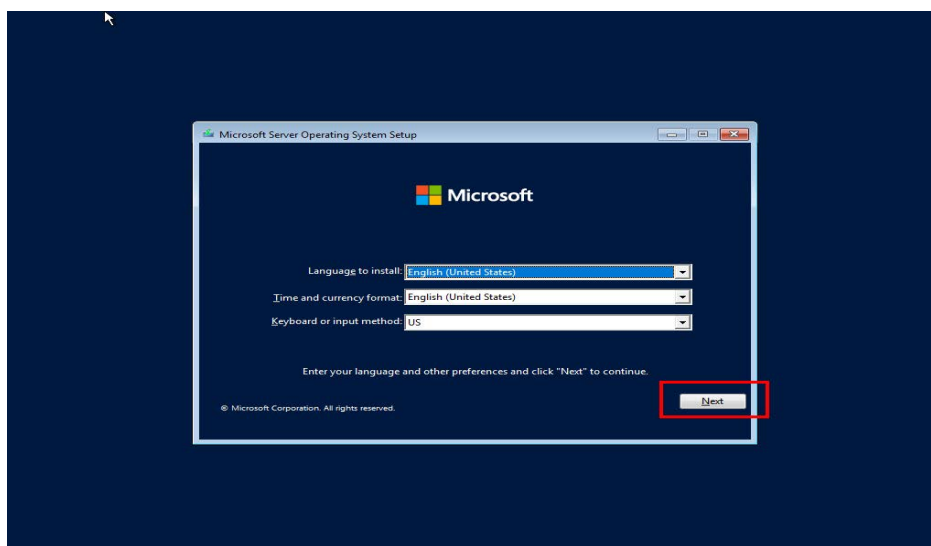 Microsoft Server Operating System Setup
Microsoft
Language to install: English (United States)
Time and currency format: English (United States)
Keyboard or input method: US
Enter your language and other preferences and click "Next" to continue.
Next
© Microsoft Corporation. All rights reserved.